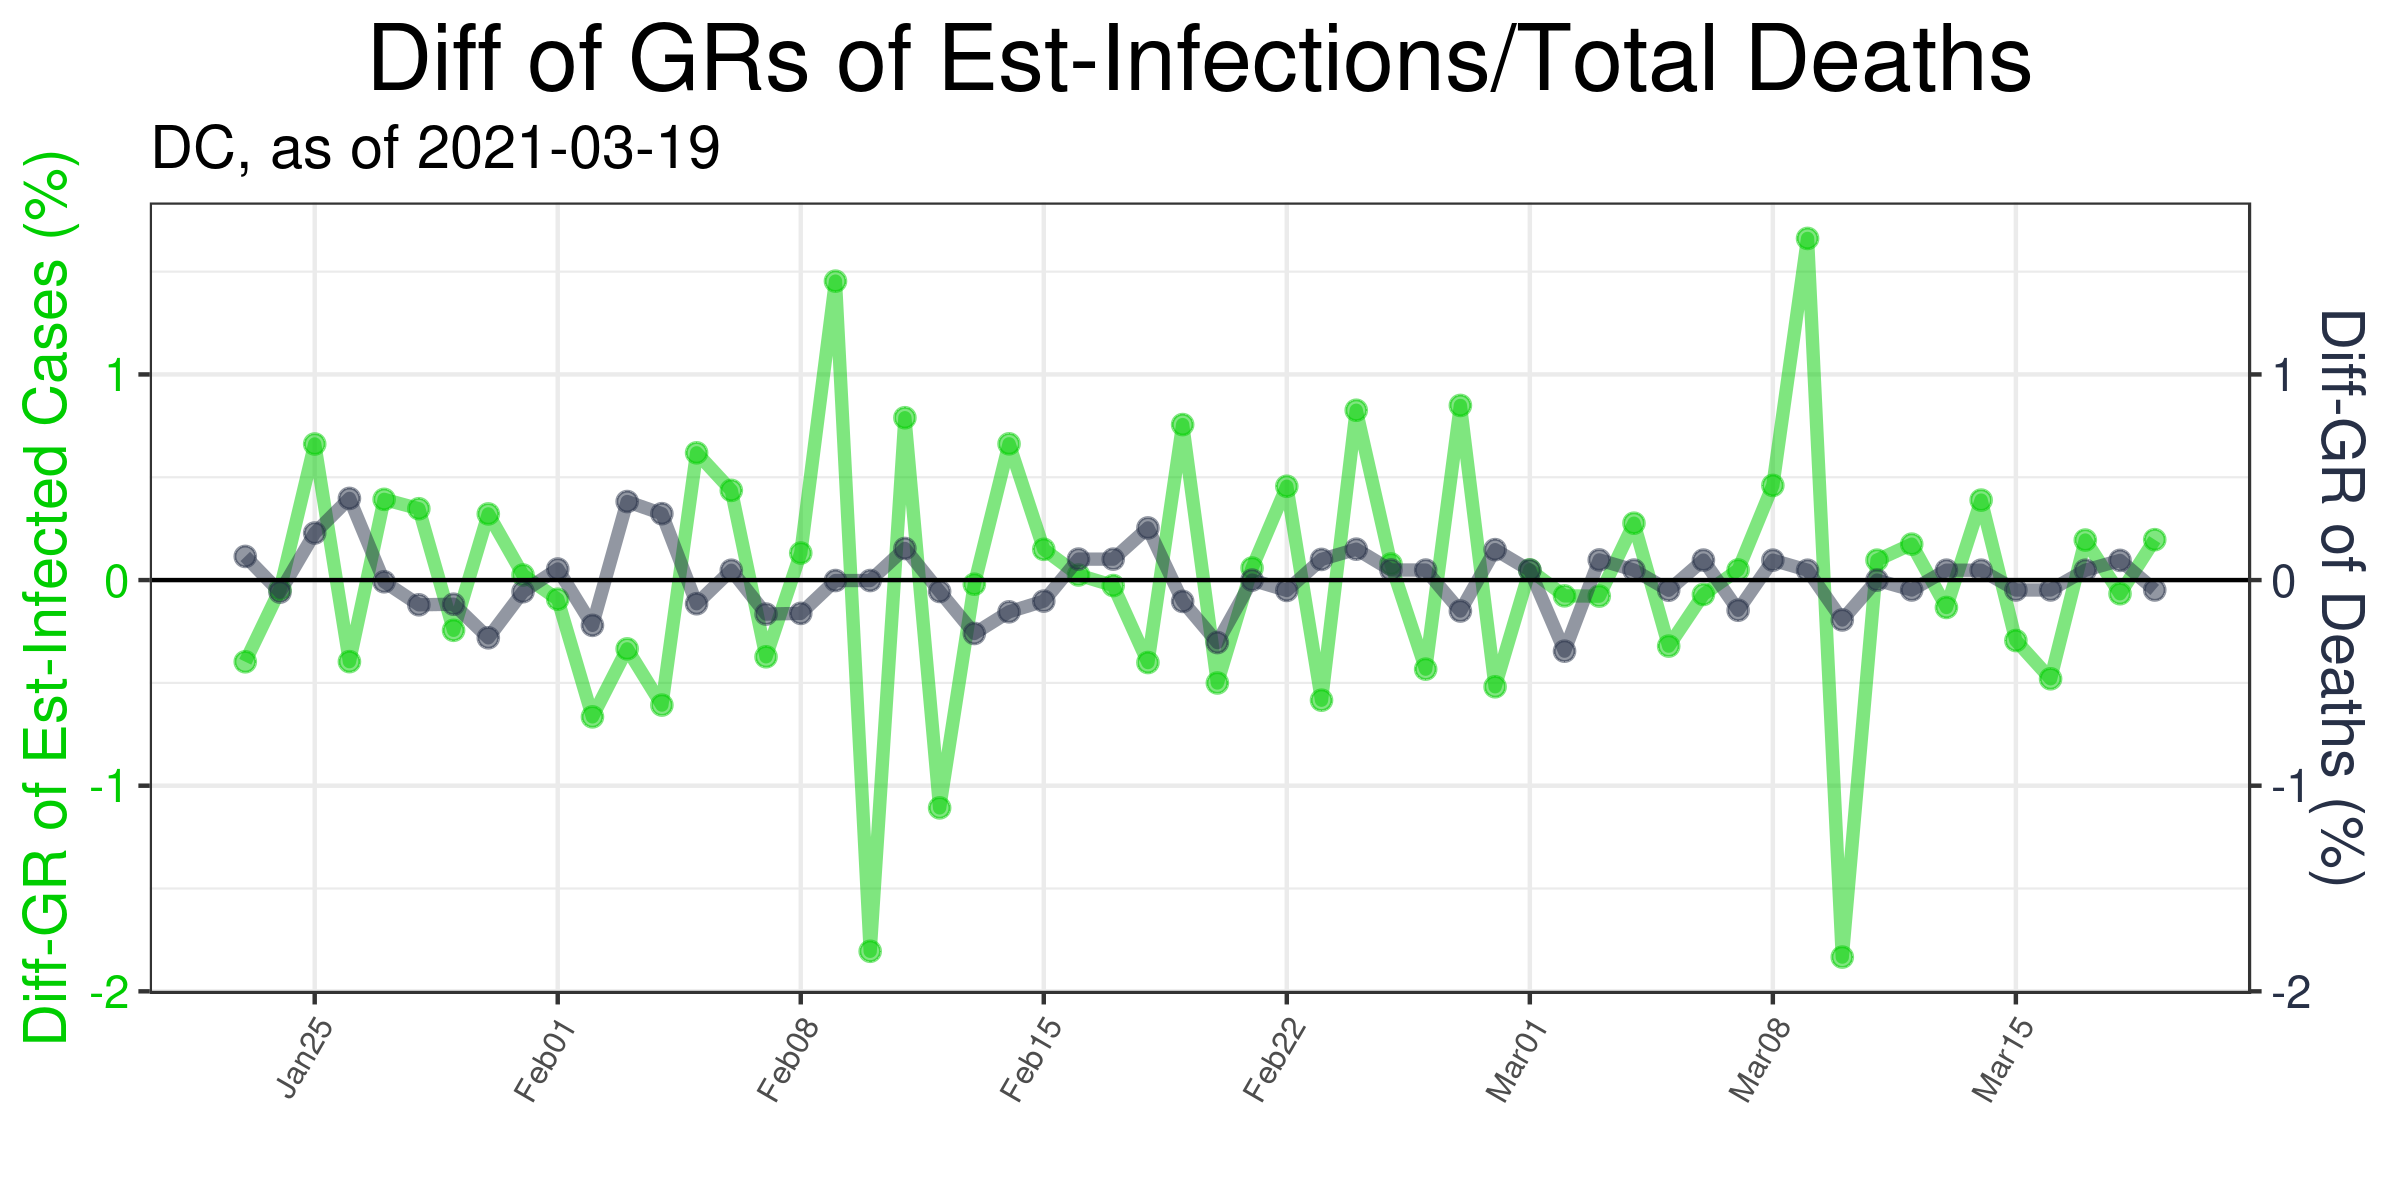 Diff of GRs of Est-Infections/Total Deaths
DC, as of 2021-03-19
Diff-GR of Est-Infected Cases (%)
1
0
-1
-2
1
0
-1
-2
Diff-GR of Deaths (%)
Jan25
Feb01
Feb08
Feb15
Feb22
Mar01
Mar08
Mar15